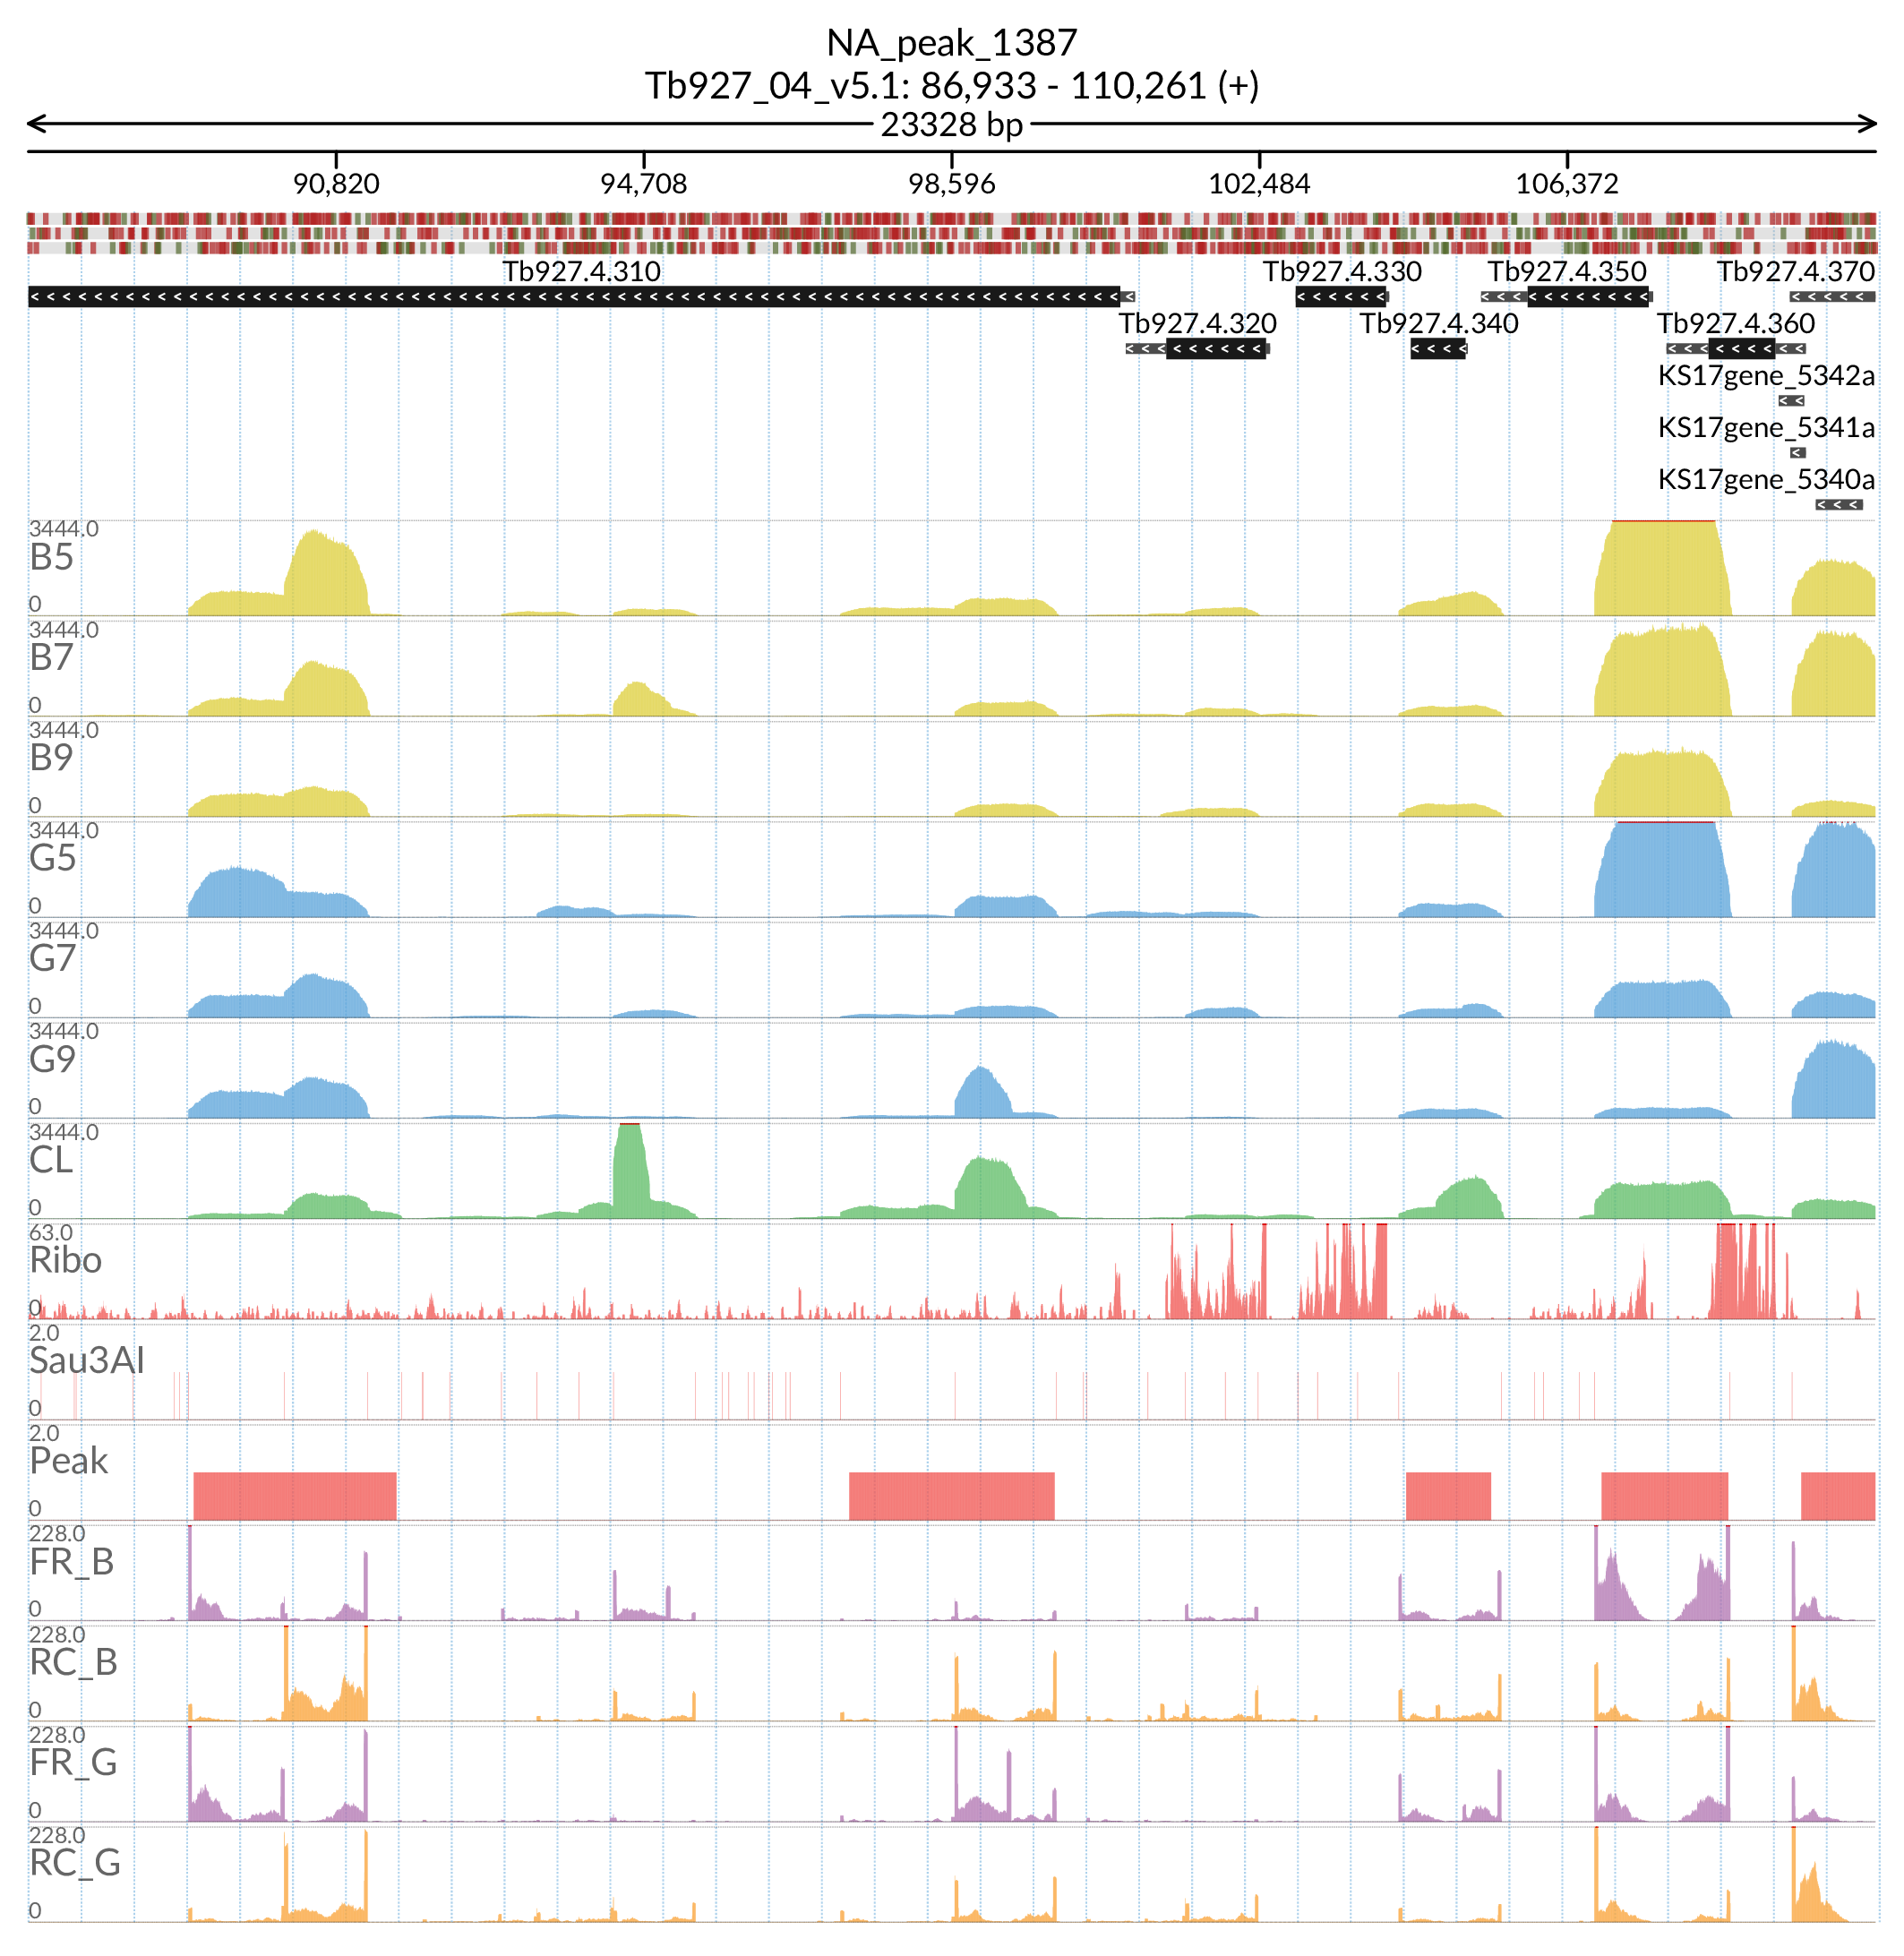 NA_peak_1387
Tb927_04_v5.1: 86,933 - 110,261 (+)
23328 bp
90,820 94,708 98,596 102,484 106,372
Tb927.4.310 Tb927.4.330 Tb927.4.350 Tb927.4.370
Tb927.4.320 Tb927.4.340 Tb927.4.360
KS17gene_5342a
KS17gene_5341a
KS17gene_5340a
3444.0
B5
0
3444.0
B7
0
3444.0
B9
0
3444.0
G5
0
3444.0
G7
0
3444.0
G9
0
3444.0
CL
0
63.0
Ribo
0
2.0
Sau3AI
0
2.0
Peak
0
228.0
FR_B
0
228.0
RC_B
0
228.0
FR_G
0
228.0
RC_G
0